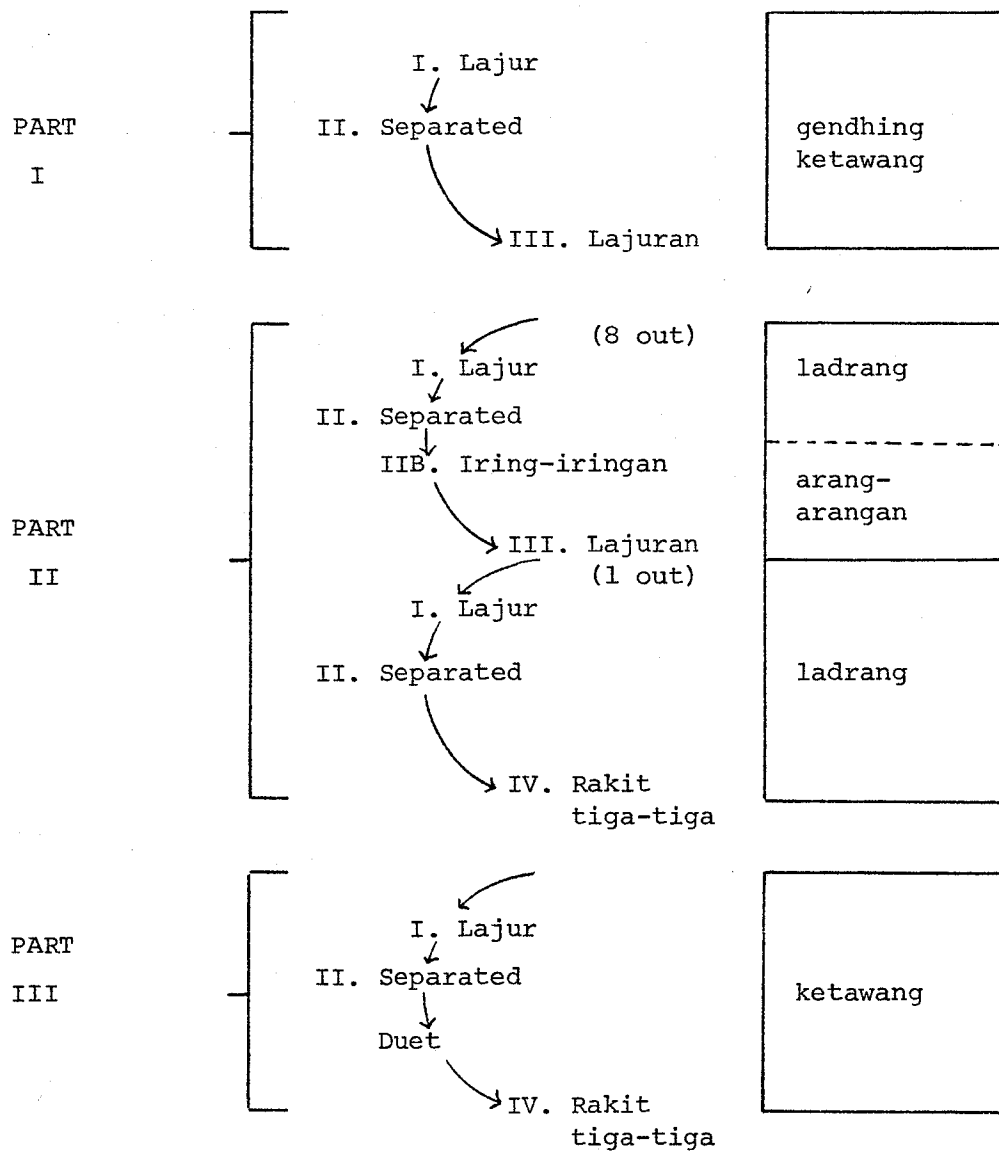 I. Lajur
PART
I
II. Separated
gendhing
ketawang
III. Lajuran
(8 out)
I. Lajur
ladrang
II. Separated
IIB. Iring-iringan
arang-
arangan
PART
II
III. Lajuran
(1 out)
I. Lajur
II. Separated
ladrang
IV. Rakit
tiga-tiga
PART
III
I. Lajur
II. Separated
ketawang
Duet
IV. Rakit
tiga-tiga